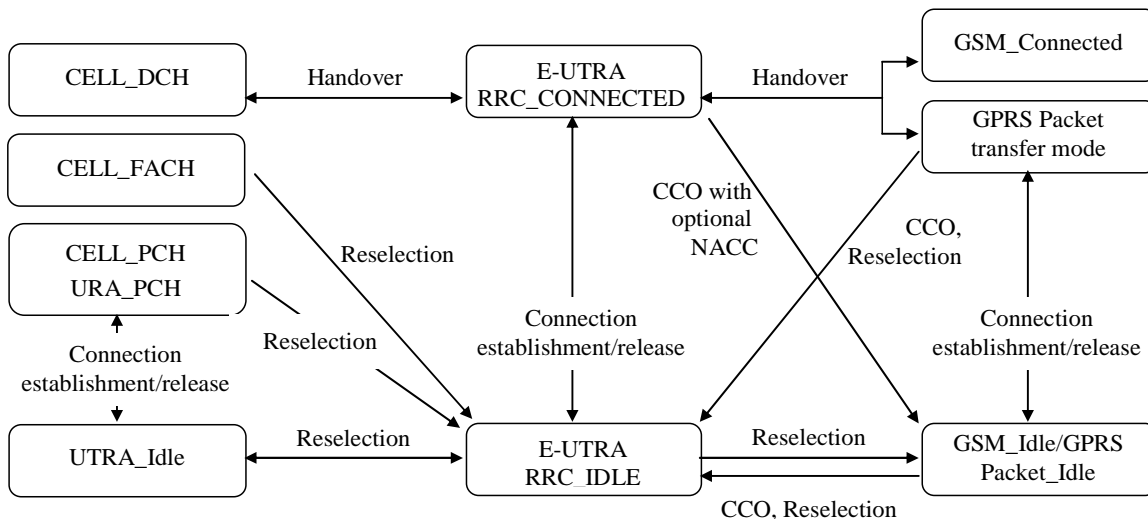 GSM_Connected
CELL_DCH
Handover
E-UTRA
RRC_CONNECTED
Handover
GPRS Packet
transfer mode
CELL_FACH
CCO with
optional
NACC
CCO,
Reselection
Reselection
CELL_PCH
URA_PCH
Reselection
Connection
establishment/release
Connection
establishment/release
Connection
establishment/release
UTRA_Idle
Reselection
E-UTRA
RRC_IDLE
Reselection
GSM_Idle/GPRS
Packet_Idle
CCO, Reselection